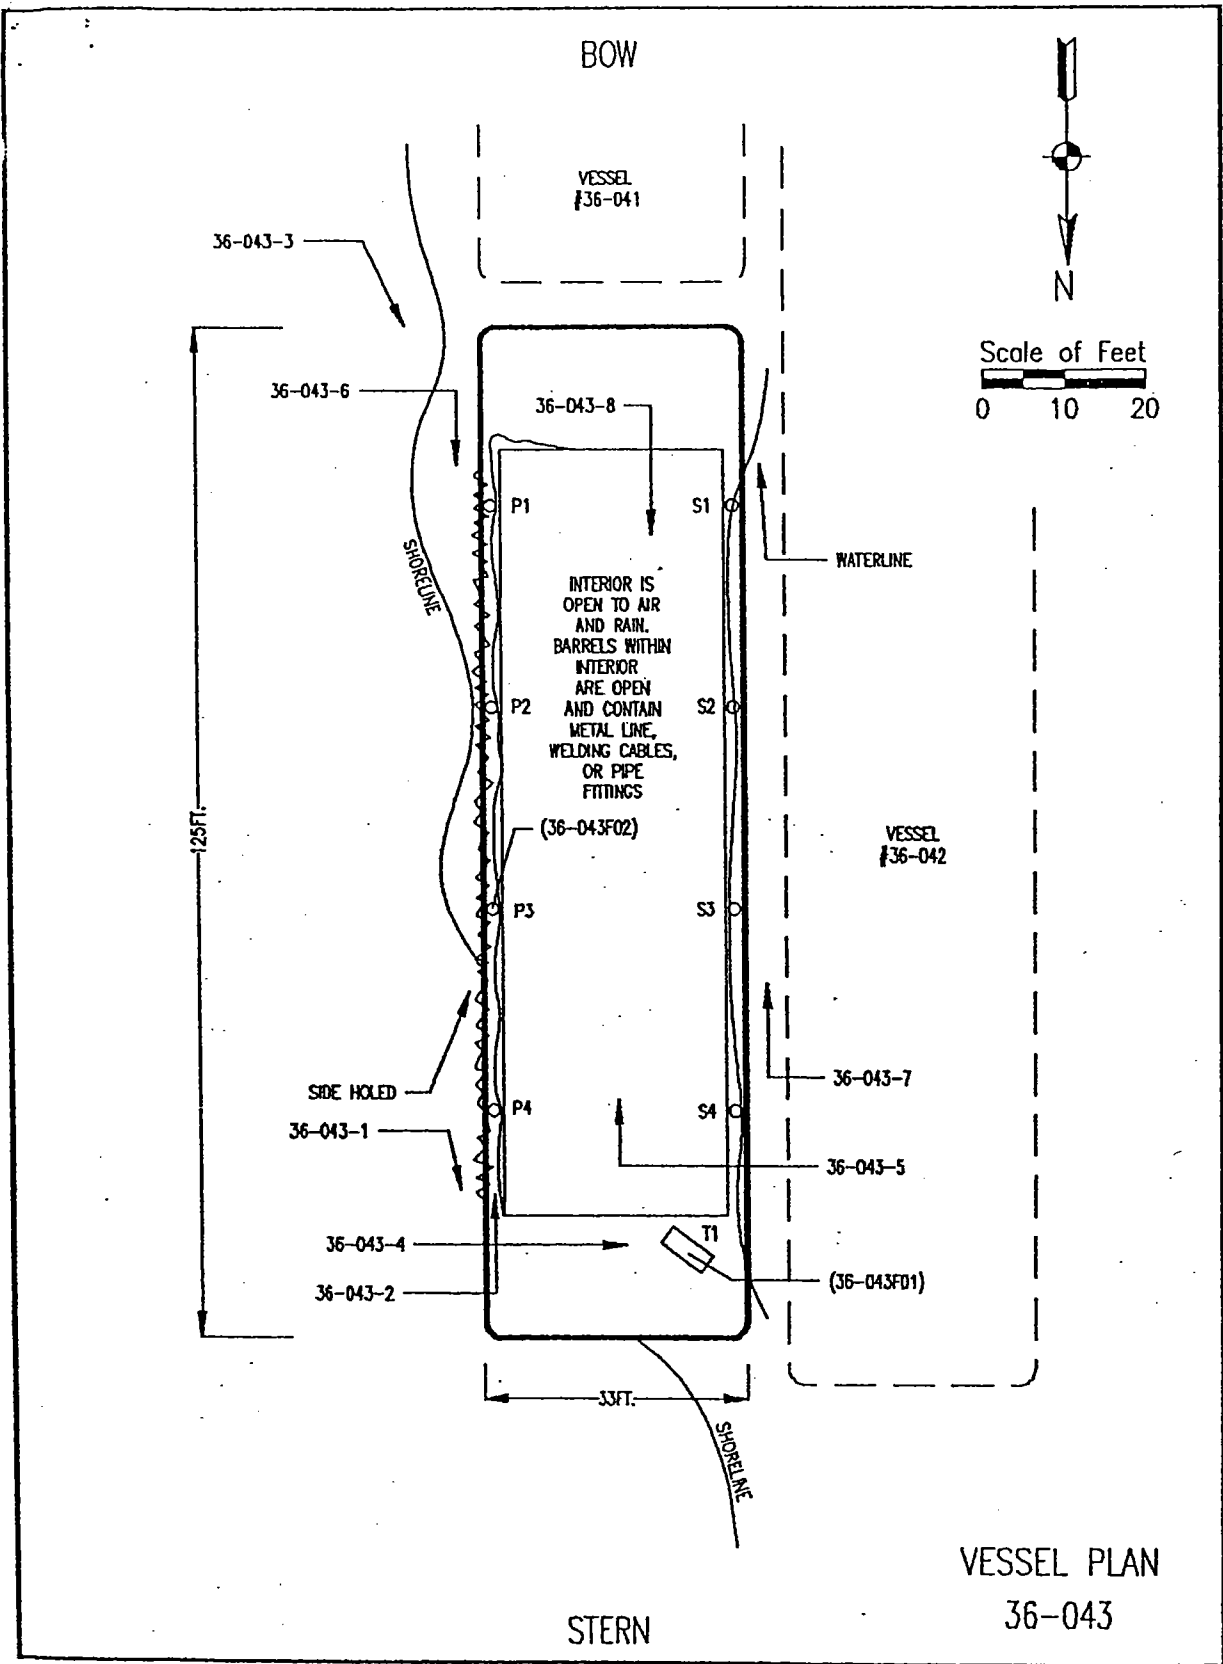 BOW
VESSEL
#36-041
N
Scale of Feet
0 10 20
36-043-3
36-043-6
36-043-8
P1
S1
WATERLINE
SHORELINE
INTERIOR IS
OPEN TO AIR
AND RAIN.
BARRELS WITHIN
INTERIOR
ARE OPEN
AND CONTAIN
METAL LINE,
WELDING CABLES,
OR PIPE
FITTINGS
P2
S2
125FT.
(36-043F02)
VESSEL
#36-042
P3
S3
SIDE HOLED
36-043-7
P4
S4
36-043-1
36-043-5
36-043-4
T1
36-043-2
(36-043F01)
33FT.
SHORELINE
VESSEL PLAN
36-043
STERN